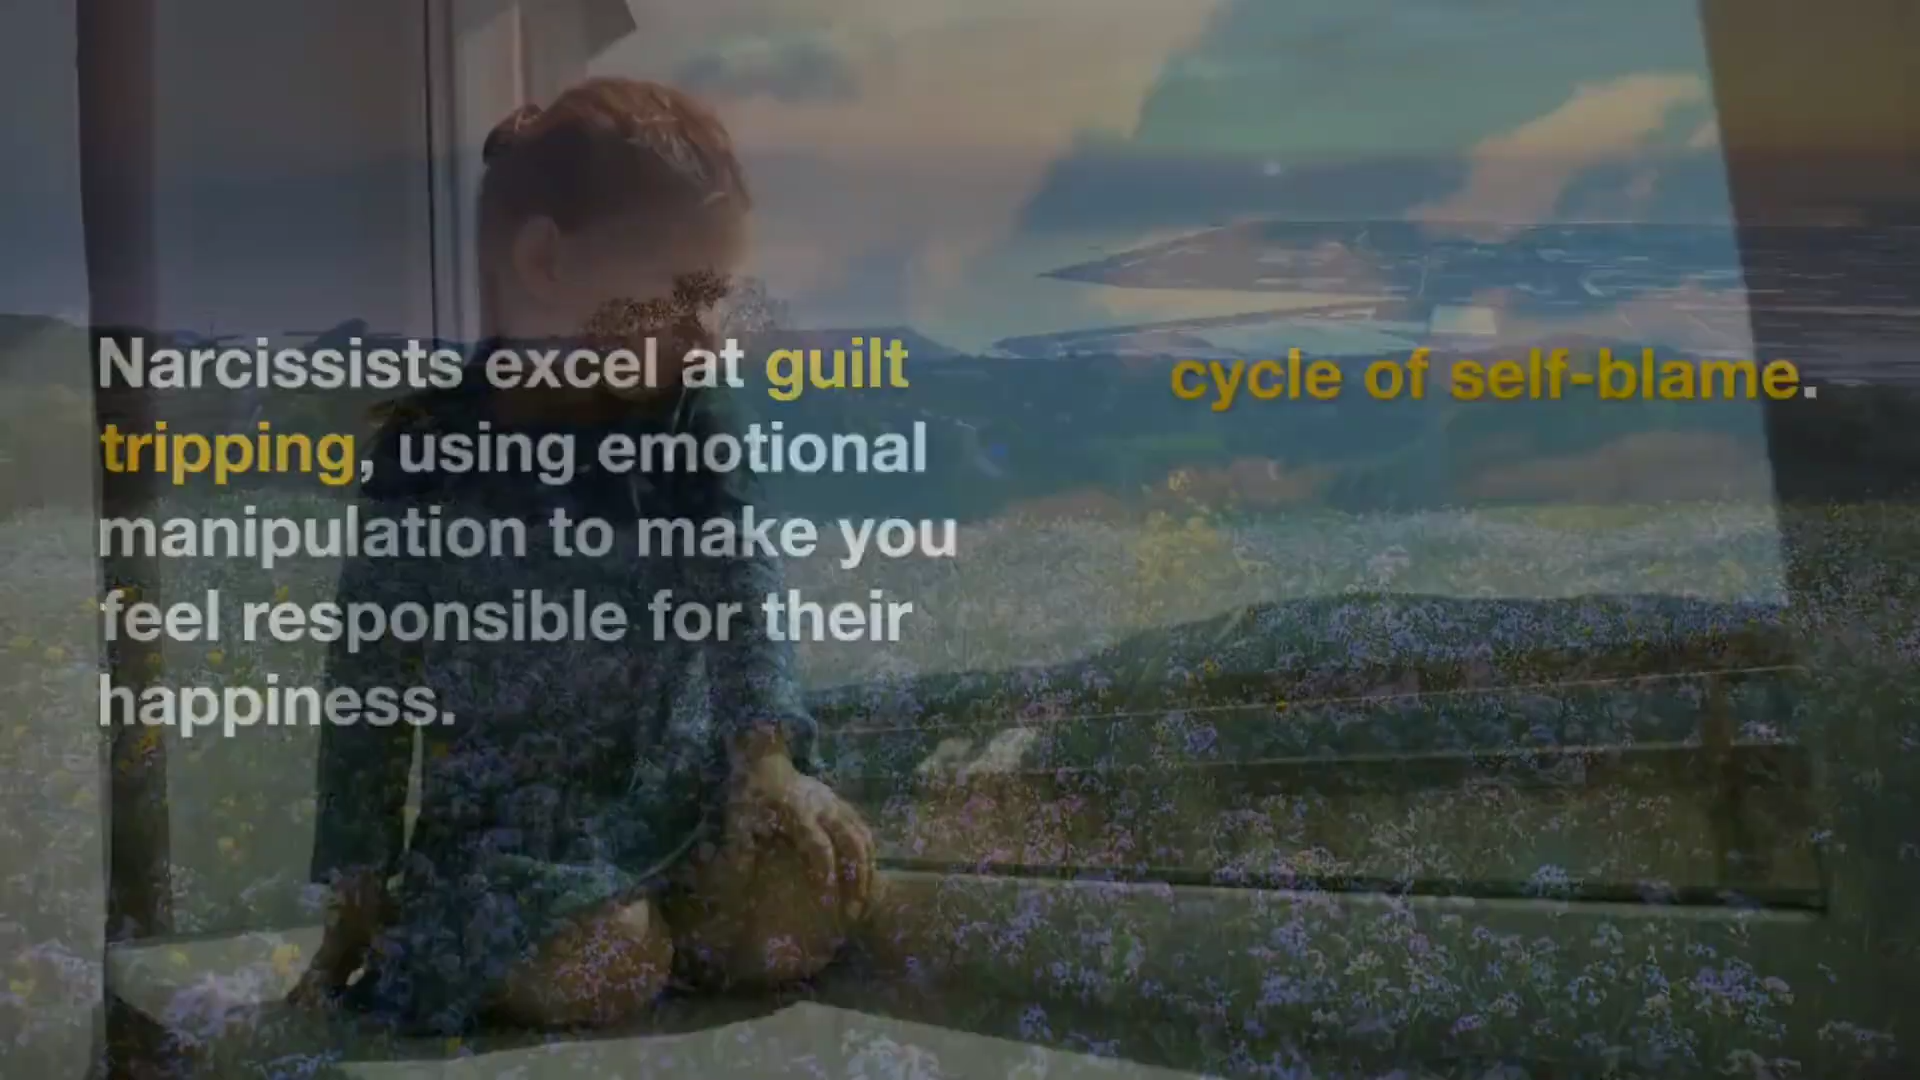 Narcissists excel at guilt
tripping, using emotional
manipulation to make you
feel responsible for their
happiness.
cycle of self-blame.